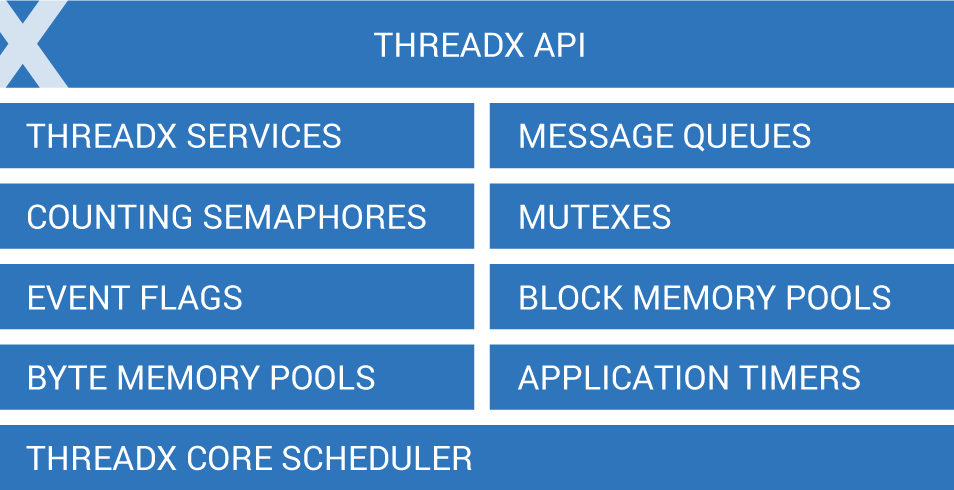 X
THREADX API
THREADX SERVICES
MESSAGE QUEUES
COUNTING SEMAPHORES
MUTEXES
EVENT FLAGS
BLOCK MEMORY POOLS
BYTE MEMORY POOLS
APPLICATION TIMERS
THREADX CORE SCHEDULER